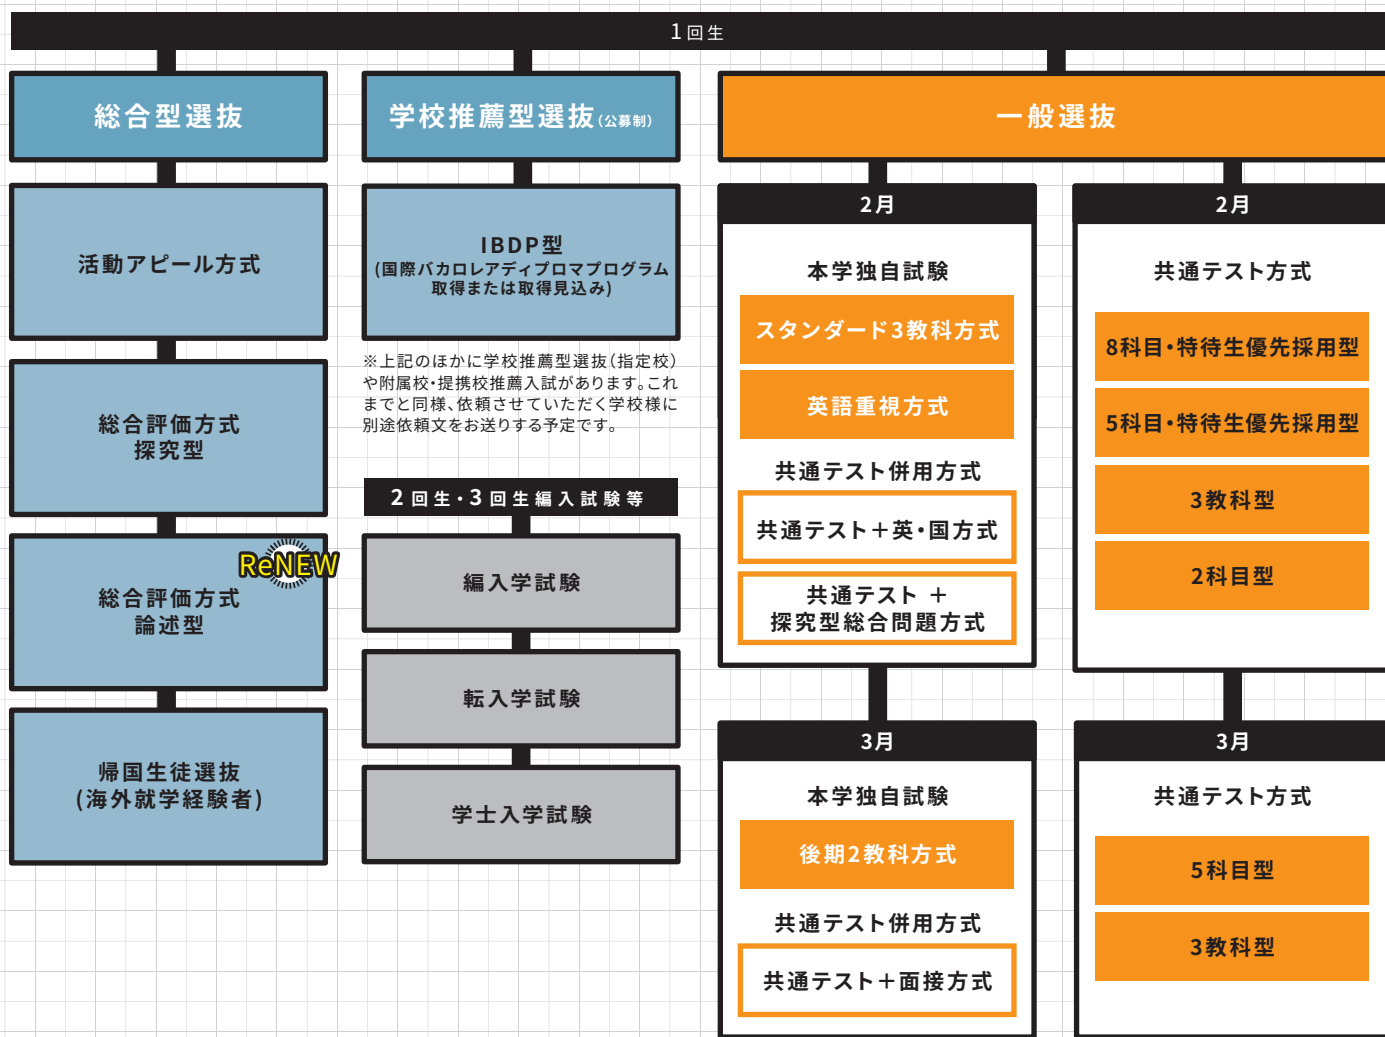 1回生
総合型選抜
活動アピール方式
総合評価方式
探究型
ReNEW
総合評価方式
論述型
帰国生徒選抜
(海外就学経験者)
学校推薦型選抜(公募制)
IBDP型
(国際バカロレアディプロマプログラム
取得または取得見込み)
※上記のほかに学校推薦型選抜(指定校)
や附属校・提携校推薦入試があります。これ
までと同様、依頼させていただく学校様に
別途依頼文をお送りする予定です。
2回生・3回生編入試験等
編入学試験
転入学試験
学士入学試験
一般選抜
2月
本学独自試験
スタンダード3教科方式
英語重視方式
共通テスト併用方式
共通テスト＋英・国方式
共通テスト ＋
探究型総合問題方式
3月
本学独自試験
後期2教科方式
共通テスト併用方式
共通テスト＋面接方式
2月
共通テスト方式
8科目・特待生優先採用型
5科目・特待生優先採用型
3教科型
2科目型
3月
共通テスト方式
5科目型
3教科型